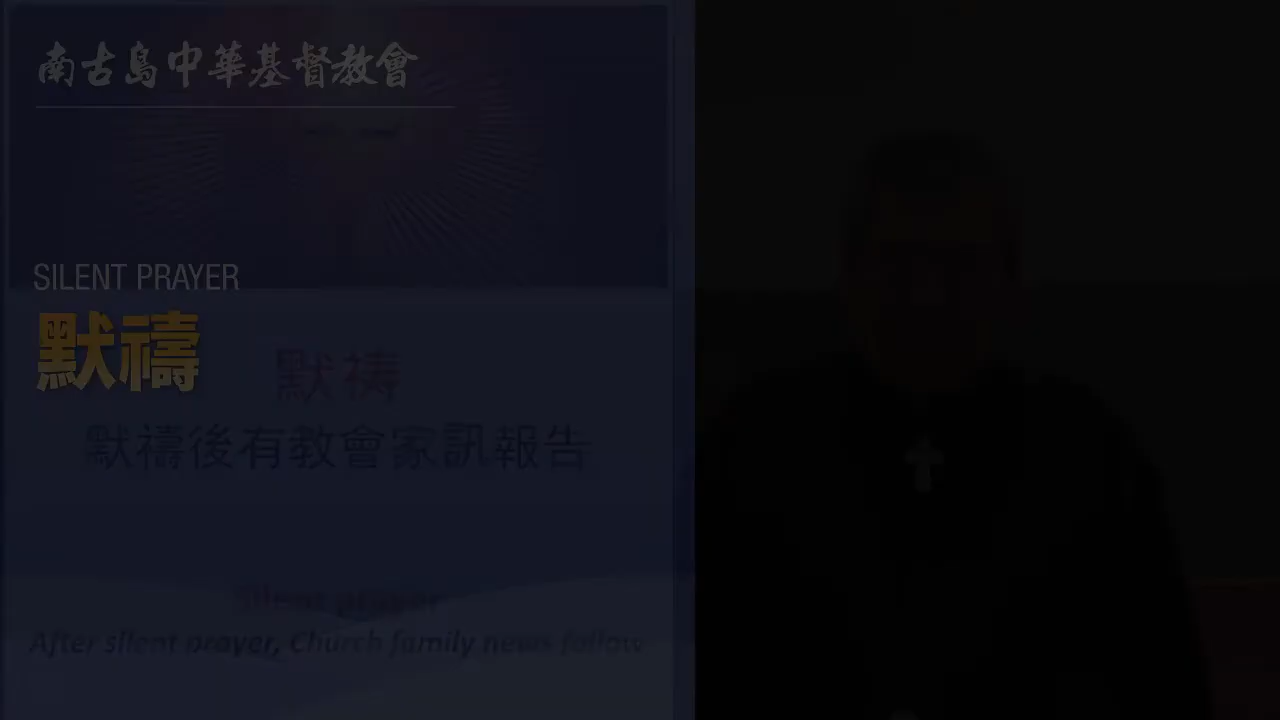 南古島中華基督教會
SILENT PRAYER
默禱
默祷
默禱後有教會家訊報告
Silent prayer
After silent prayer, Church family news follow